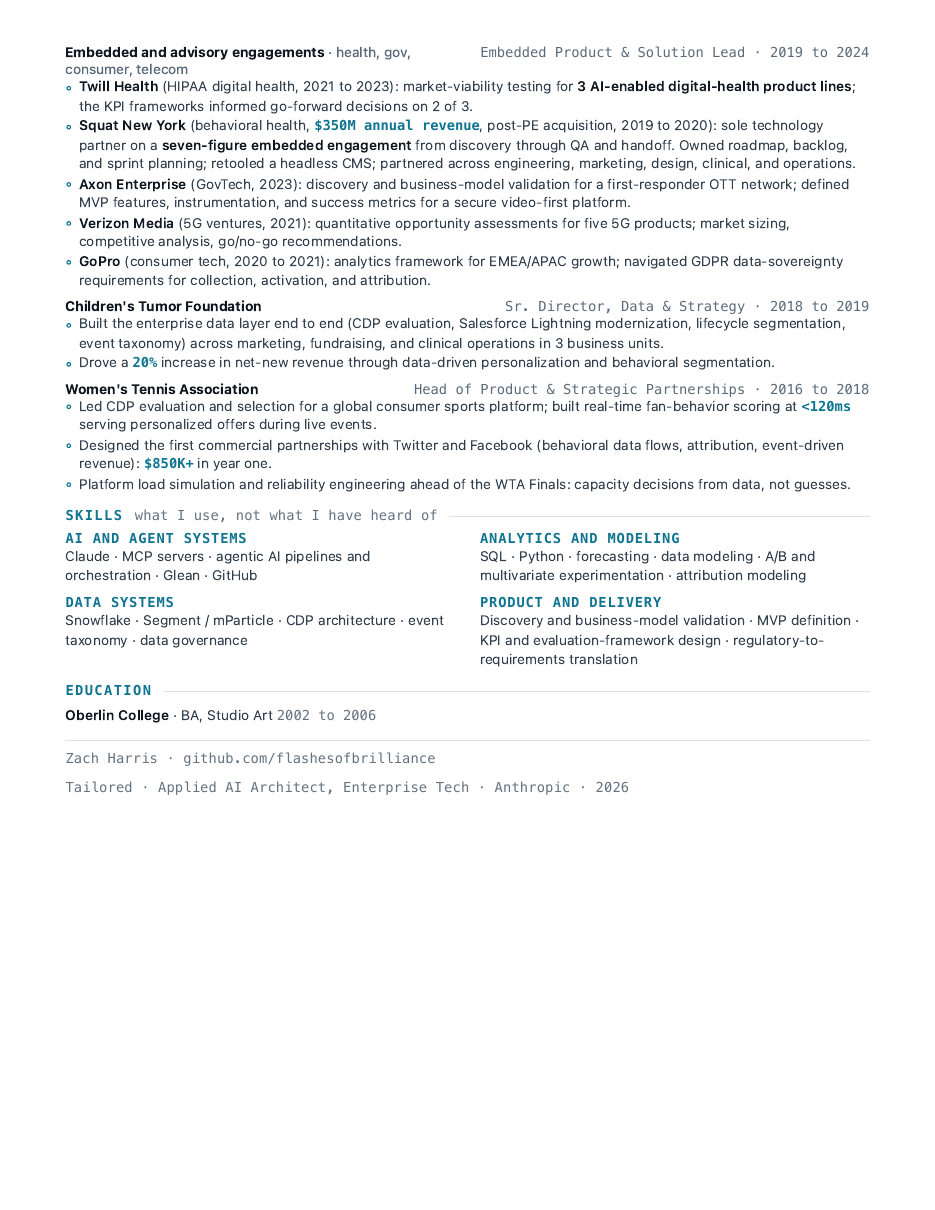 Embedded and advisory engagements · health, gov, consumer, telecom
Embedded Product & Solution Lead · 2019 to 2024
Twill Health (HIPAA digital health, 2021 to 2023): market-viability testing for 3 AI-enabled digital-health product lines;
the KPI frameworks informed go-forward decisions on 2 of 3.
Squat New York (behavioral health, $350M annual revenue, post-PE acquisition, 2019 to 2020): sole technology
partner on a seven-figure embedded engagement from discovery through QA and handoff. Owned roadmap, backlog,
and sprint planning; retooled a headless CMS; partnered across engineering, marketing, design, clinical, and operations.
Axon Enterprise (GovTech, 2023): discovery and business-model validation for a first-responder OTT network; defined
MVP features, instrumentation, and success metrics for a secure video-first platform.
Verizon Media (5G ventures, 2021): quantitative opportunity assessments for five 5G products; market sizing,
competitive analysis, go/no-go recommendations.
GoPro (consumer tech, 2020 to 2021): analytics framework for EMEA/APAC growth; navigated GDPR data-sovereignty
requirements for collection, activation, and attribution.
Children's Tumor Foundation
Sr. Director, Data & Strategy · 2018 to 2019
Built the enterprise data layer end to end (CDP evaluation, Salesforce Lightning modernization, lifecycle segmentation,
event taxonomy) across marketing, fundraising, and clinical operations in 3 business units.
Drove a 20% increase in net-new revenue through data-driven personalization and behavioral segmentation.
Women's Tennis Association
Head of Product & Strategic Partnerships · 2016 to 2018
Led CDP evaluation and selection for a global consumer sports platform; built real-time fan-behavior scoring at <120ms
serving personalized offers during live events.
Designed the first commercial partnerships with Twitter and Facebook (behavioral data flows, attribution, event-driven
revenue): $850K+ in year one.
Platform load simulation and reliability engineering ahead of the WTA Finals: capacity decisions from data, not guesses.
SKILLS what I use, not what I have heard of
AI AND AGENT SYSTEMS
Claude · MCP servers · agentic AI pipelines and
orchestration · Glean · GitHub
ANALYTICS AND MODELING
SQL · Python · forecasting · data modeling · A/B and
multivariate experimentation · attribution modeling
DATA SYSTEMS
Snowflake · Segment / mParticle · CDP architecture · event
taxonomy · data governance
PRODUCT AND DELIVERY
Discovery and business-model validation · MVP definition ·
KPI and evaluation-framework design · regulatory-to-
requirements translation
EDUCATION
Oberlin College · BA, Studio Art 2002 to 2006
Zach Harris · github.com/flashesofbrilliance
Tailored · Applied AI Architect, Enterprise Tech · Anthropic · 2026